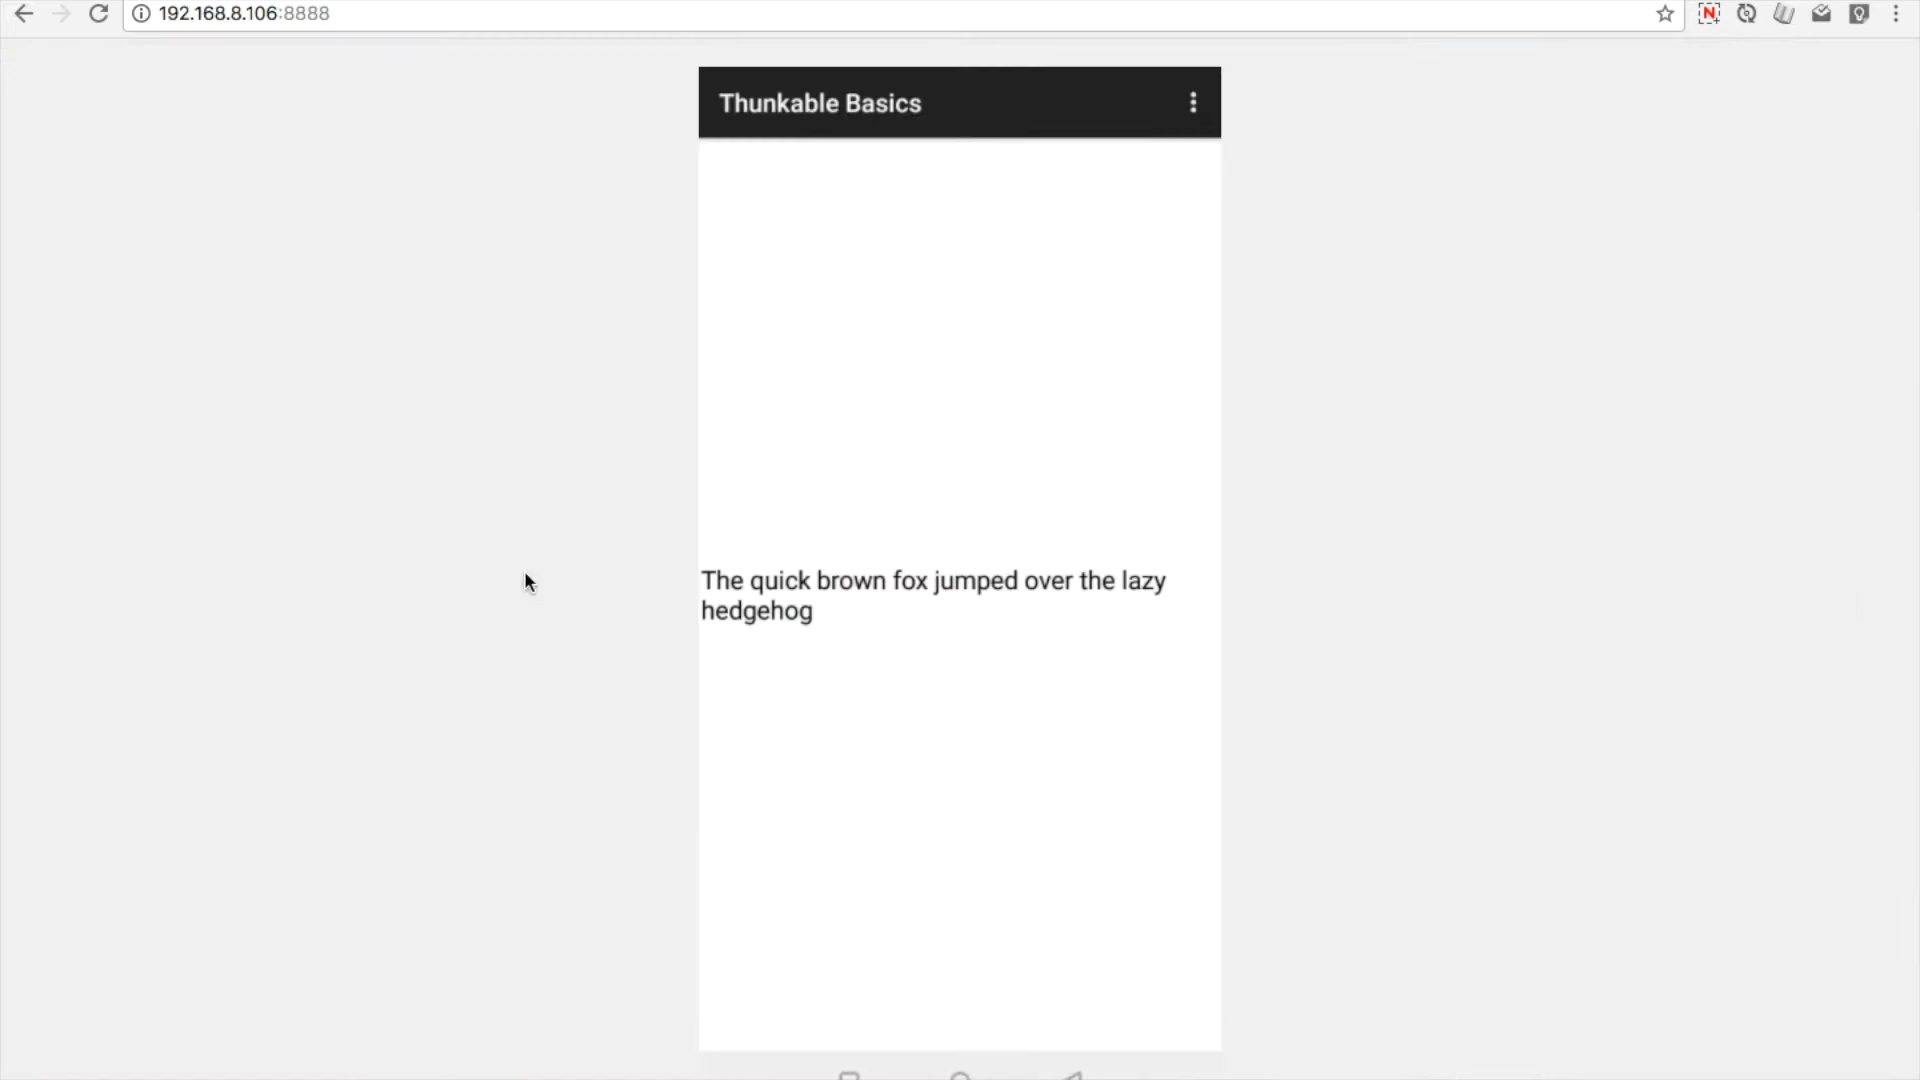 192.168.8.106:8888
Thunkable Basics
The quick brown fox jumped over the lazy
hedgehog